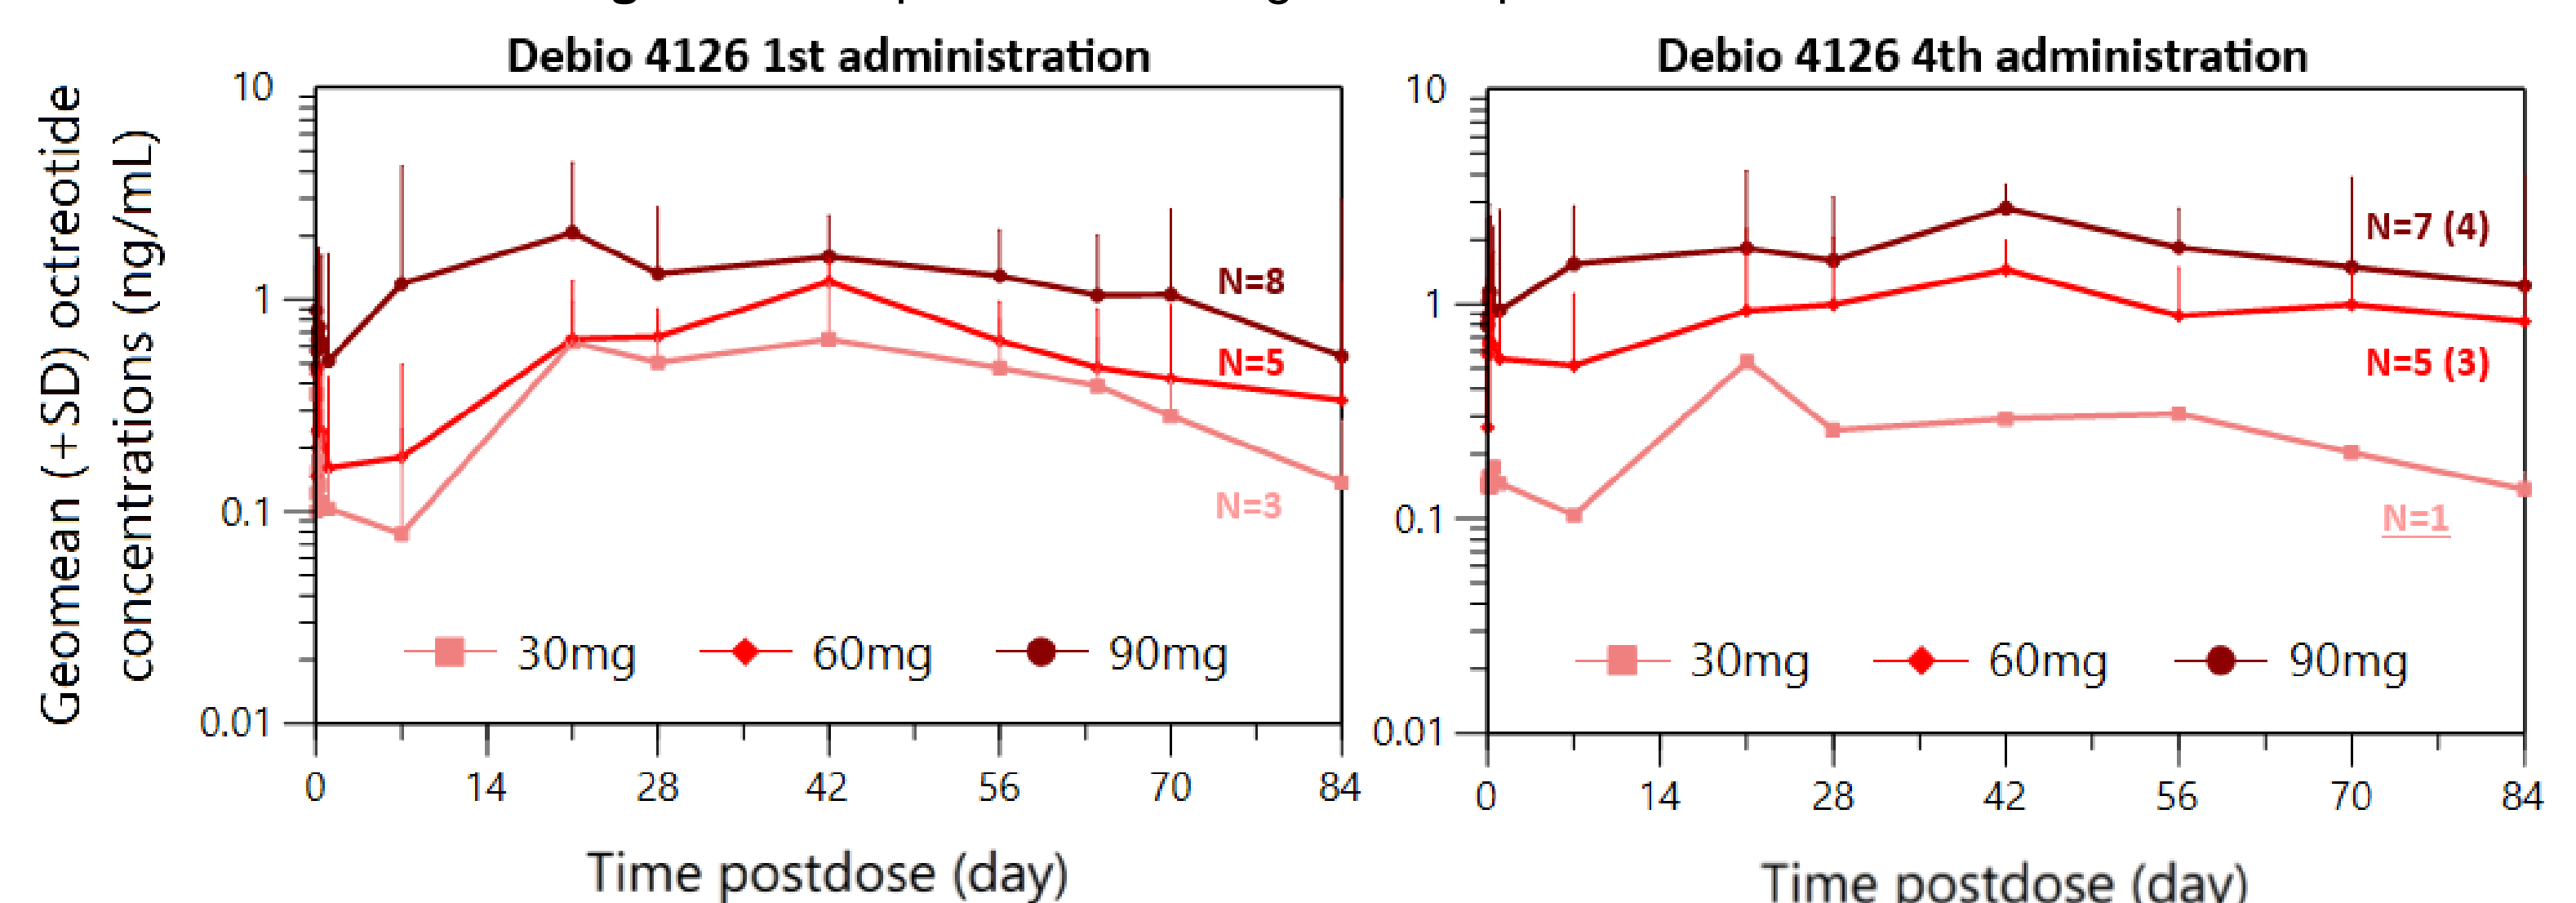 Debio 4126 1st administration
Geomean (+SD) octreotide
concentrations (ng/mL)
10
1
0.1
0.01
N=8
N=5
N=3
30mg 60mg 90mg
0 14 28 42 56 70 84
Time postdose (day)
Debio 4126 4th administration
10
1
0.1
0.01
N=7 (4)
N=5 (3)
N=1
30mg 60mg 90mg
0 14 28 42 56 70 84
Time postdose (day)